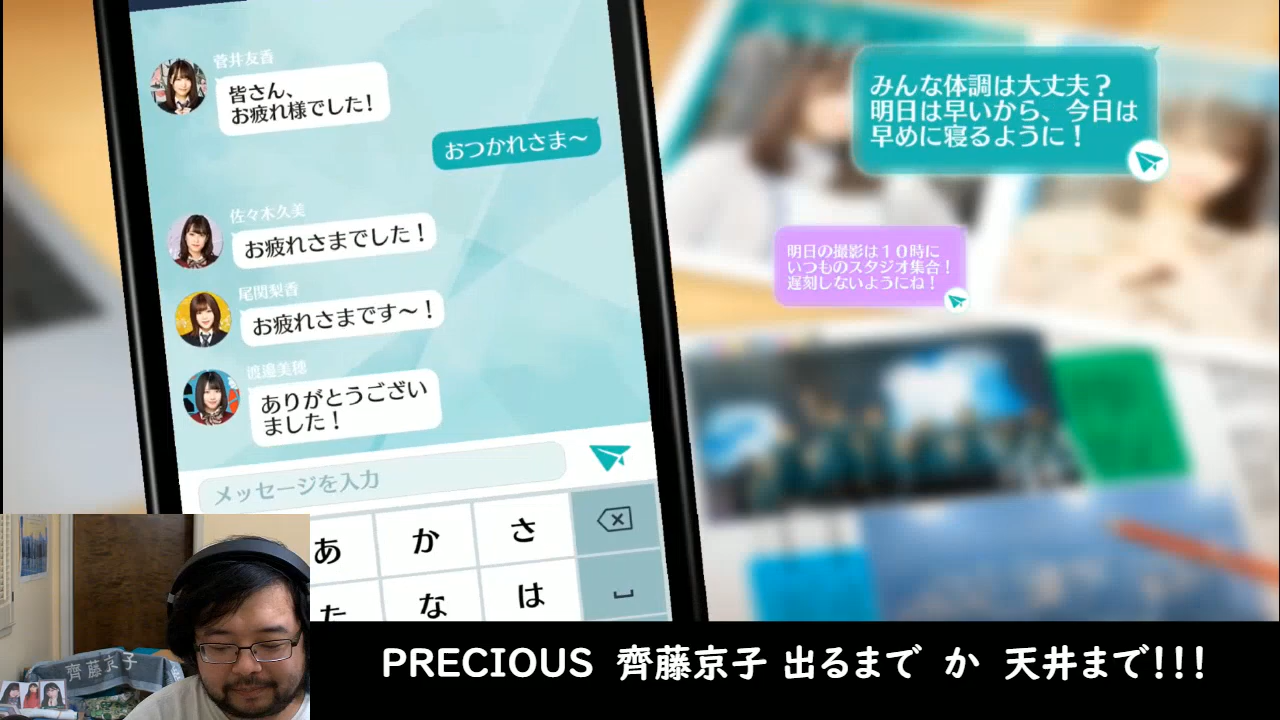 菅井友香
皆さん、
お疲れ様でした！
おつかれさま～
佐々木久美
お疲れさまでした！
尾関梨香
お疲れさまです～！
渡邉美穂
ありがとうござい
ました！
メッセージを入力
あ
か
さ
た
な
は
みんな体調は大丈夫？
明日は早いから、今日は
早めに寝るように！
明日の撮影は１０時に
いつものスタジオ集合！
遅刻しないようにね！
齊藤京子
PRECIOUS 齊藤京子 出るまで か 天井まで！！！